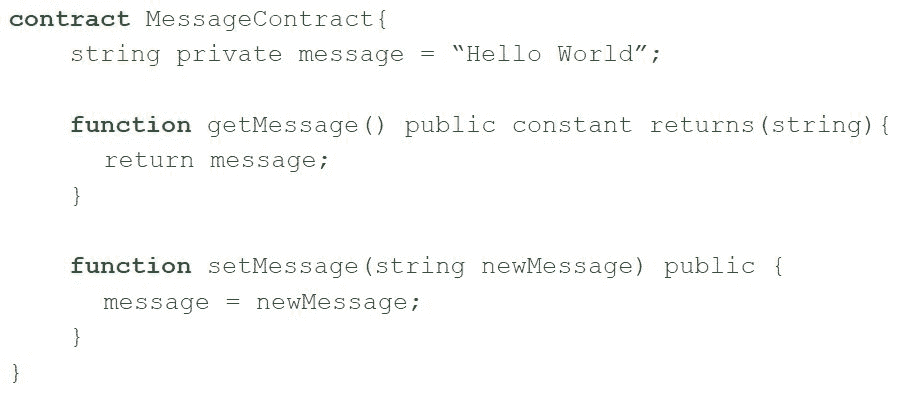 contract MessageContract{
string private message = “Hello World”;
function getMessage() public constant returns(string){
return message;
}
function setMessage(string newMessage) public {
message = newMessage;
}
}